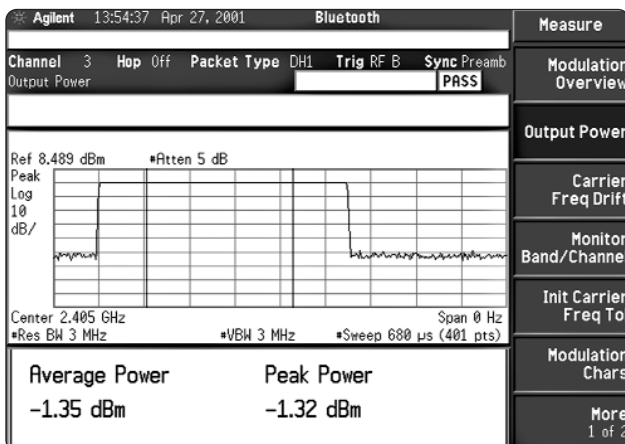 Agilent 13:54:37 Apr 27, 2001 Bluetooth
Channel 3 Hop Off Packet Type DH1 Trig RF B Sync Preamb
Output Power PASS
Ref 8.489 dBm #Atten 5 dB
Peak
Log
10
dB/
Center 2.405 GHz Span 0 Hz
#Res BW 3 MHz #VBW 3 MHz #Sweep 680 µs (401 pts)
Average Power Peak Power
-1.35 dBm -1.32 dBm
Measure
Modulation
Overview
Output Power
Carrier
Freq Drift
Monitor
Band/Channe
Init Carrier
Freq To
Modulation
Chars
More
1 of 2